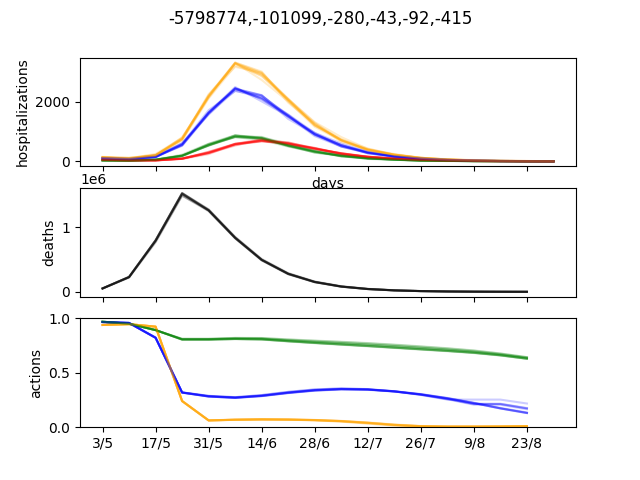 -5798774,-101099,-280,-43,-92,-415
hospitalizations
2000
0
days
1e6
deaths
1
0
actions
1.0
0.5
0.0
3/5 17/5 31/5 14/6 28/6 12/7 26/7 9/8 23/8